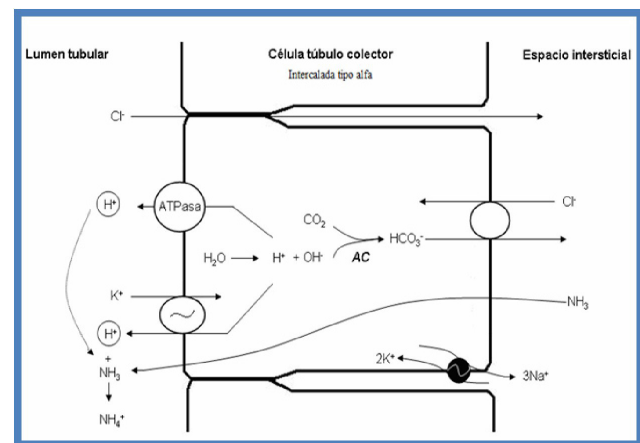 Lumen tubular
Célula túbulo colector
Espacio intersticial
Intercalada tipo alfa
Cl-
H+
ATPasa
CO2
Cl-
H2O
H+ + OH-
AC
HCO3-
K+
NH3
H+
+
NH3
2K+
3Na+
NH4+